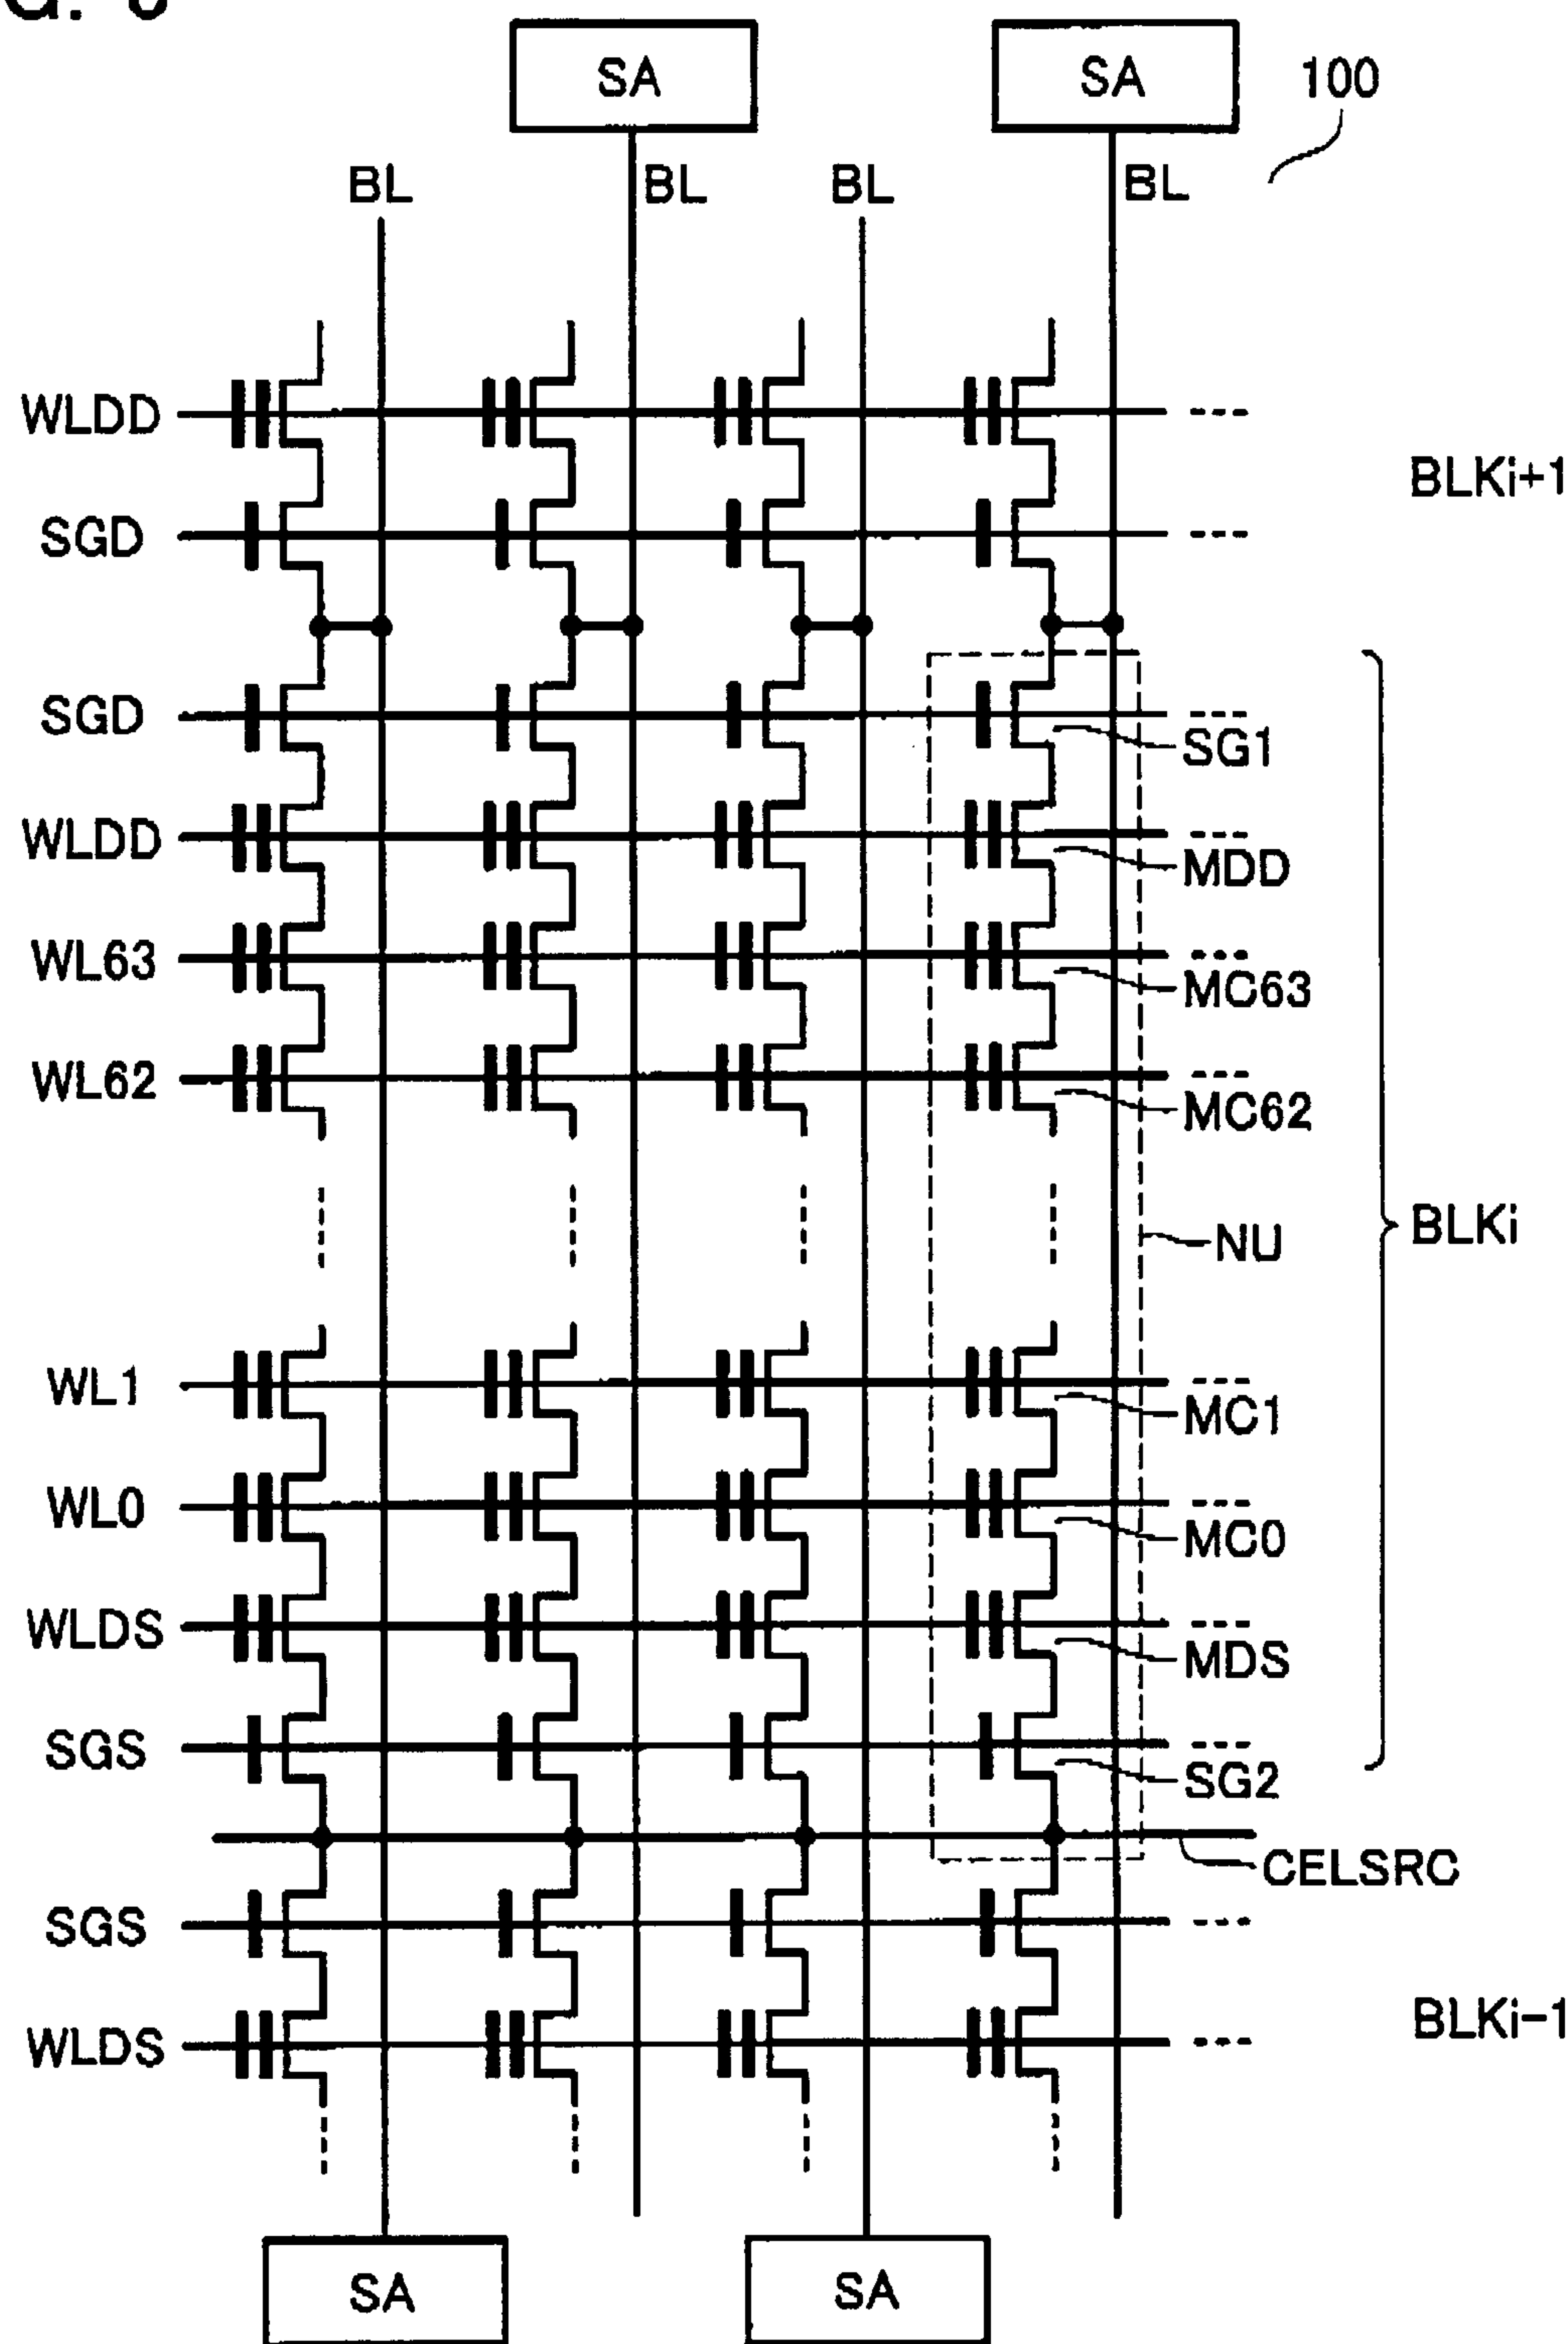 SA SA 100
BL BL BL BL
WLDD
BLKi+1
SGD
SGD
SG1
WLDD
MDD
WL63
MC63
WL62
MC62
NU BLKi
WL1
MC1
WL0
MC0
WLDS
MDS
SGS
SG2
CELSRC
SGS
BLKi-1
WLDS
SA SA